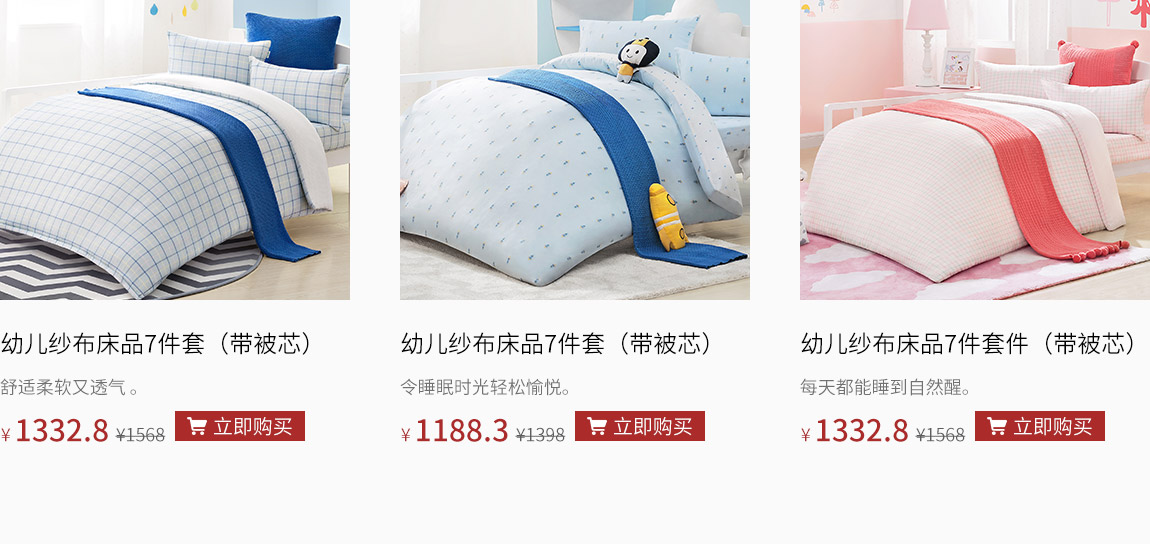 幼儿纱布床品7件套（带被芯）
舒适柔软又透气 。
¥ 1332.8 ¥1568 立即购买
幼儿纱布床品7件套（带被芯）
令睡眠时光轻松愉悦。
¥ 1188.3 ¥1398 立即购买
幼儿纱布床品7件套件（带被芯）
每天都能睡到自然醒。
¥ 1332.8 ¥1568 立即购买